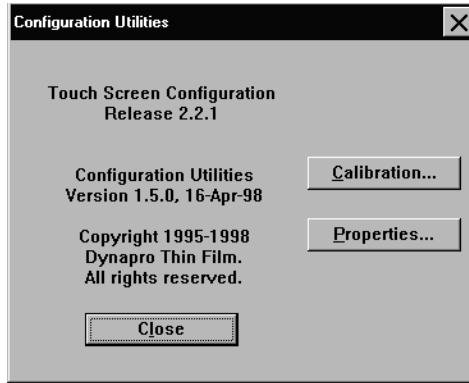 Configuration Utilities
Touch Screen Configuration
Release 2.2.1
Configuration Utilities
Version 1.5.0, 16-Apr-98
Calibration...
Copyright 1995-1998
Dynapro Thin Film.
All rights reserved.
Properties...
Close